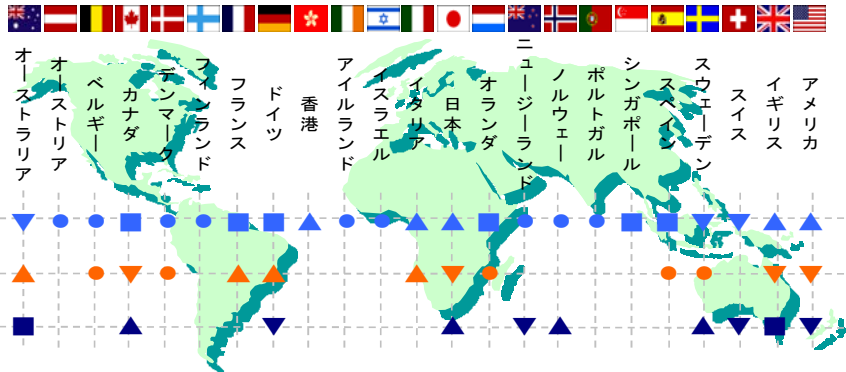 オーストラリア
オーストリア
ベルギー
カナダ
デンマーク
フィンランド
フランス
ドイツ
香港
アイルランド
イスラエル
イタリア
日本
オランダ
ニュージーランド
ノルウェー
ポルトガル
シンガポール
スペイン
スウェーデン
スイス
イギリス
アメリカ